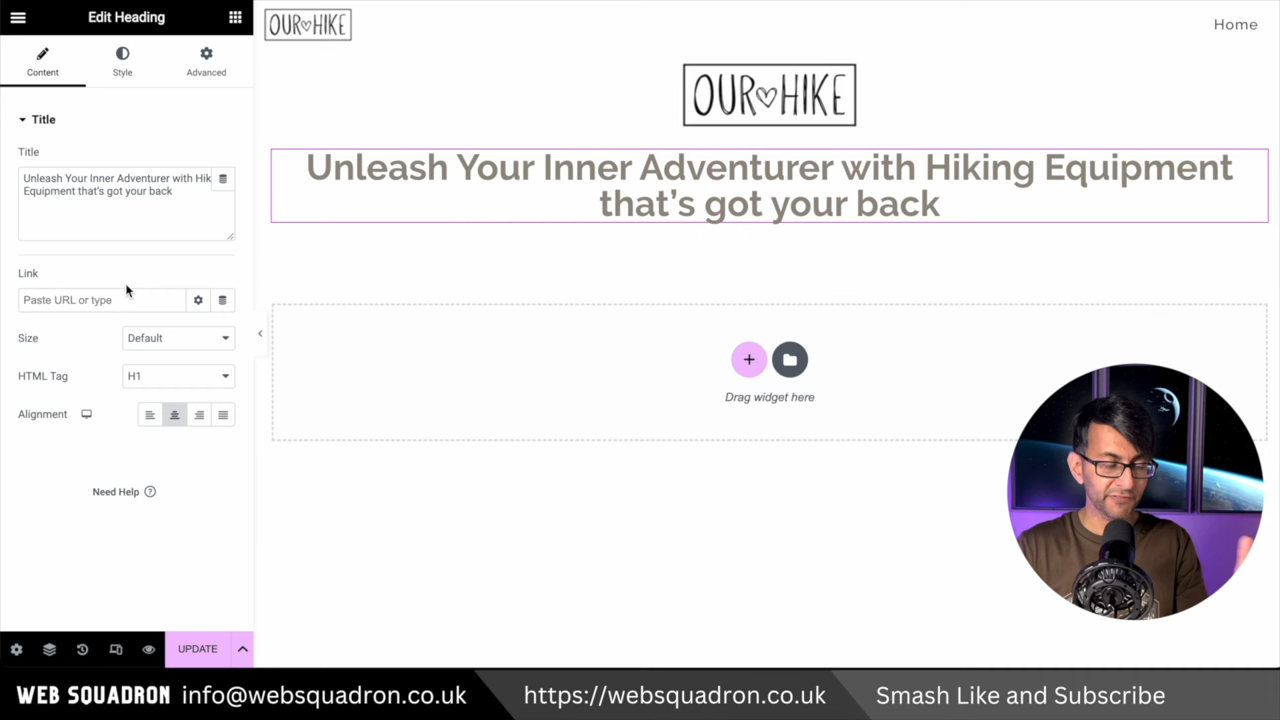 Edit Heading
Content
Style
Advanced
Title
Title
Unleash Your Inner Adventurer with Hik
Equipment that's got your back
Link
Paste URL or type
Size
Default
HTML Tag
H1
Alignment
Need Help
UPDATE
OUR HIKE
Home
OUR HIKE
Unleash Your Inner Adventurer with Hiking Equipment
that’s got your back
Drag widget here
WEB SQUADRON info@websquadron.co.uk
https://websquadron.co.uk
Smash Like and Subscribe